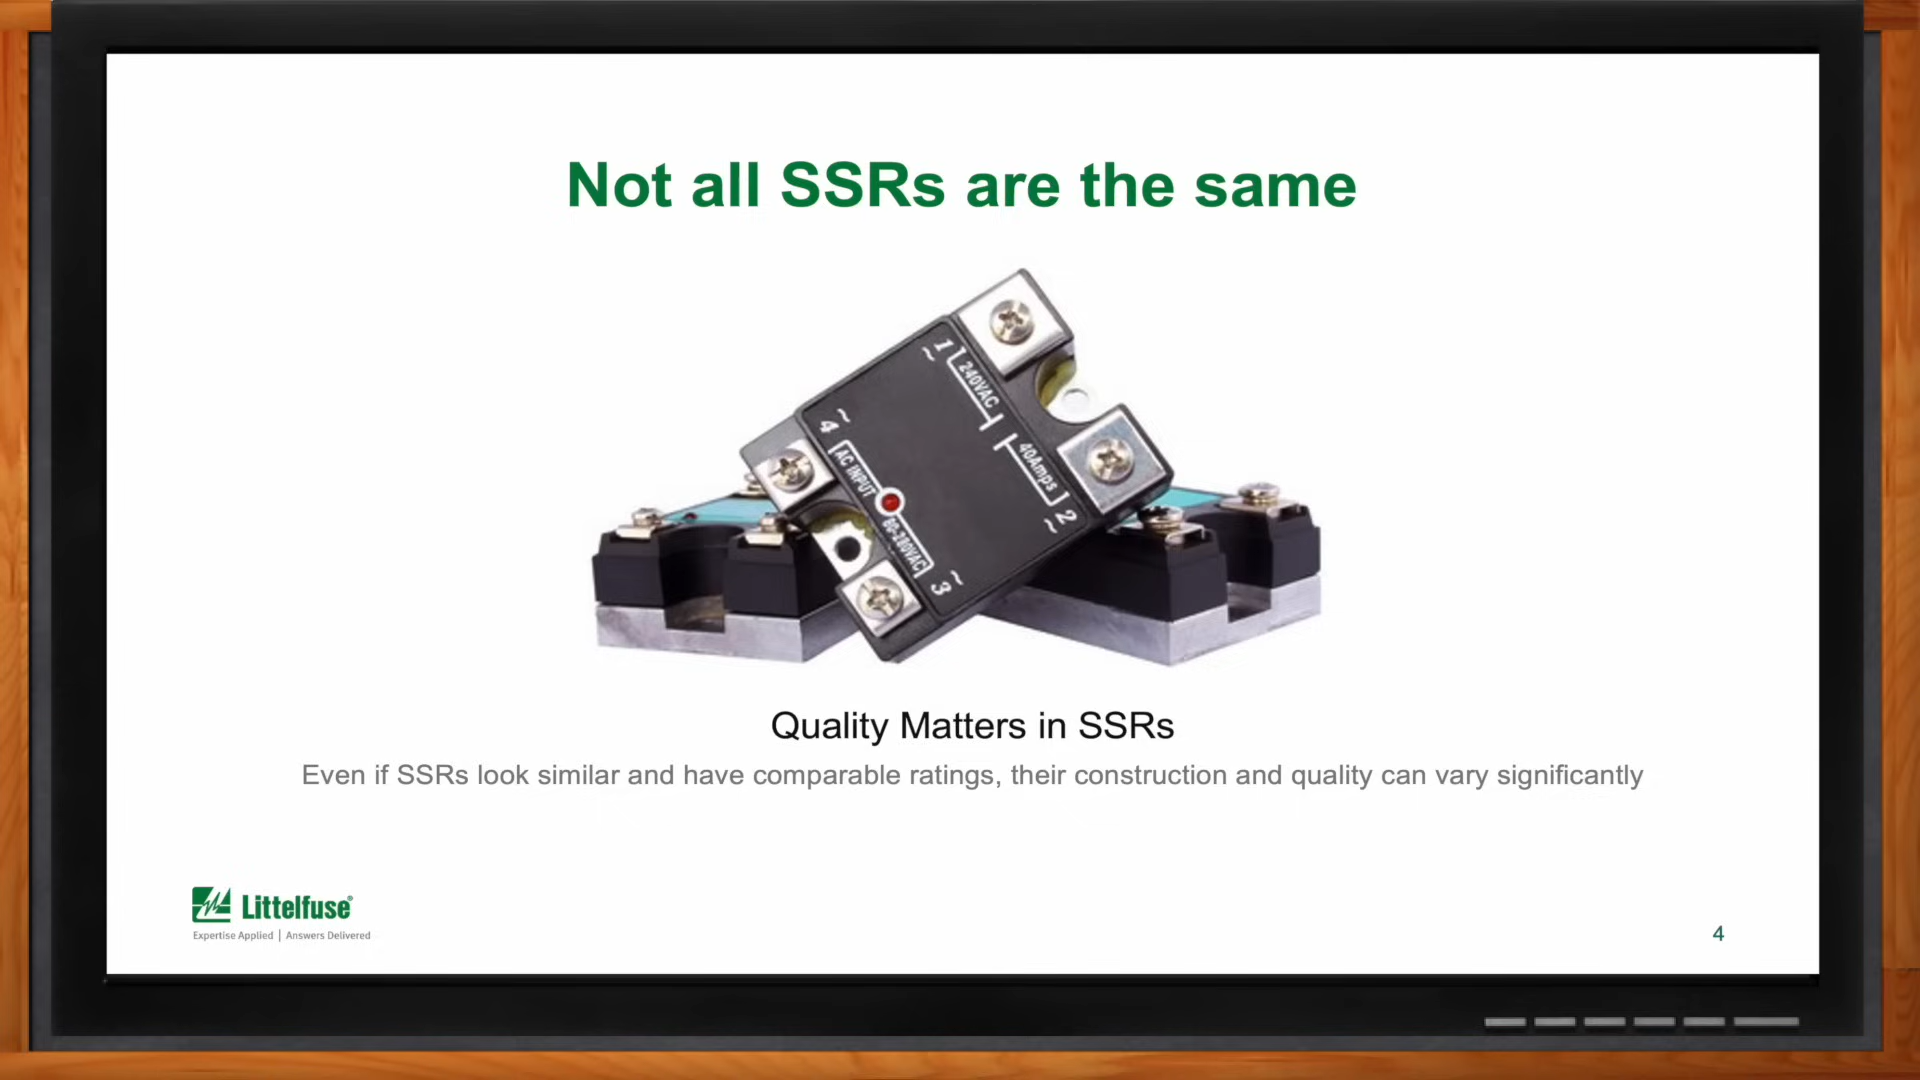 Not all SSRs are the same
1
~
240VAC
~
4
AC INPUT
40Amps
2
~
80-280VAC
~
3
Quality Matters in SSRs
Even if SSRs look similar and have comparable ratings, their construction and quality can vary significantly
Littelfuse®
Expertise Applied | Answers Delivered
4